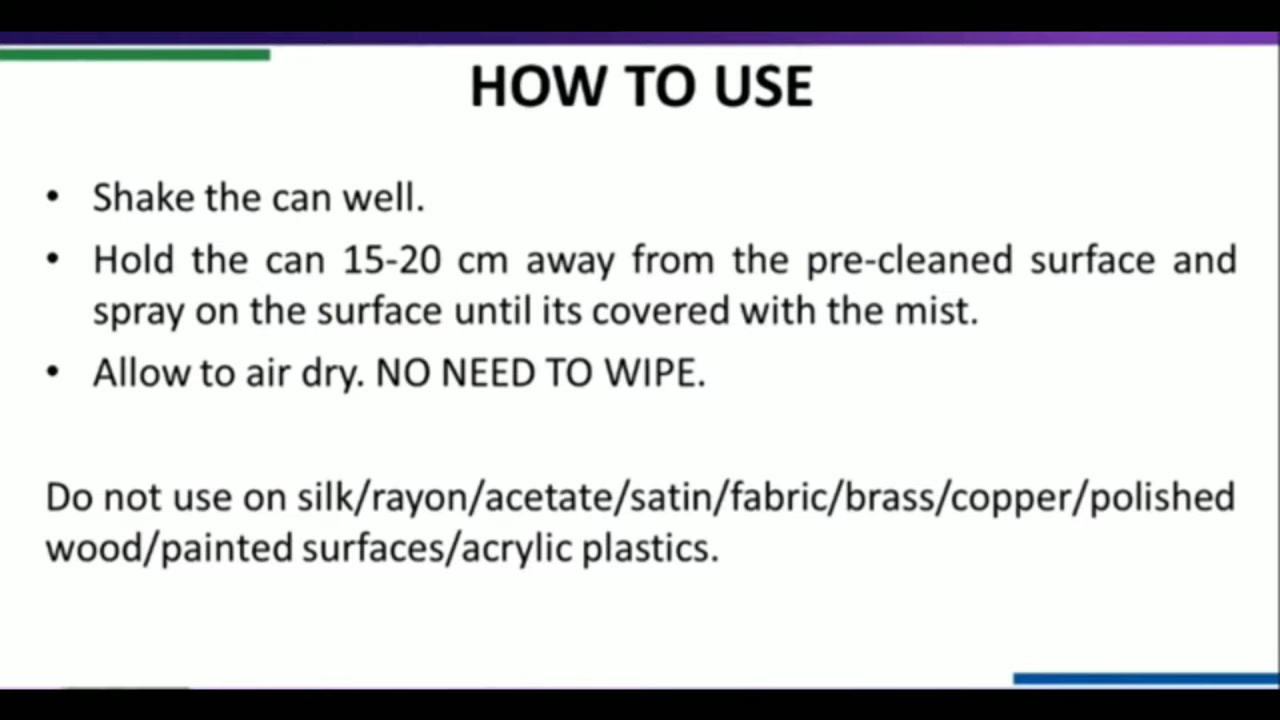 HOW TO USE
• Shake the can well.
• Hold the can 15-20 cm away from the pre-cleaned surface and
spray on the surface until its covered with the mist.
• Allow to air dry. NO NEED TO WIPE.
Do not use on silk/rayon/acetate/satin/fabric/brass/copper/polished
wood/painted surfaces/acrylic plastics.